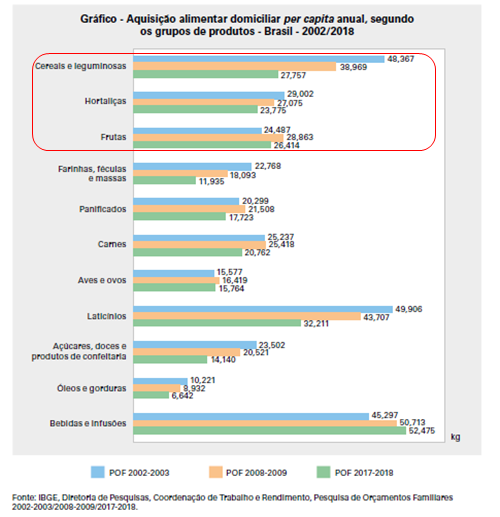 Gráfico - Aquisição alimentar domiciliar per capita anual, segundo
os grupos de produtos - Brasil - 2002/2018
Cereais e leguminosas
48,367
38,969
27,757
Hortaliças
29,002
27,075
23,775
Frutas
24,487
28,863
26,414
Farinhas, féculas
e massas
22,768
18,093
11,935
Panificados
20,299
21,508
17,723
Carnes
25,237
25,418
20,762
Aves e ovos
15,577
16,419
15,764
Laticínios
49,906
43,707
32,211
Açúcares, doces e
produtos de confeitaria
23,502
20,521
14,140
Óleos e gorduras
10,221
8,932
6,642
Bebidas e infusões
45,297
50,713
52,475
kg
POF 2002-2003 POF 2008-2009 POF 2017-2018
Fonte: IBGE, Diretoria de Pesquisas, Coordenação de Trabalho e Rendimento, Pesquisa de Orçamentos Familiares
2002-2003/2008-2009/2017-2018.